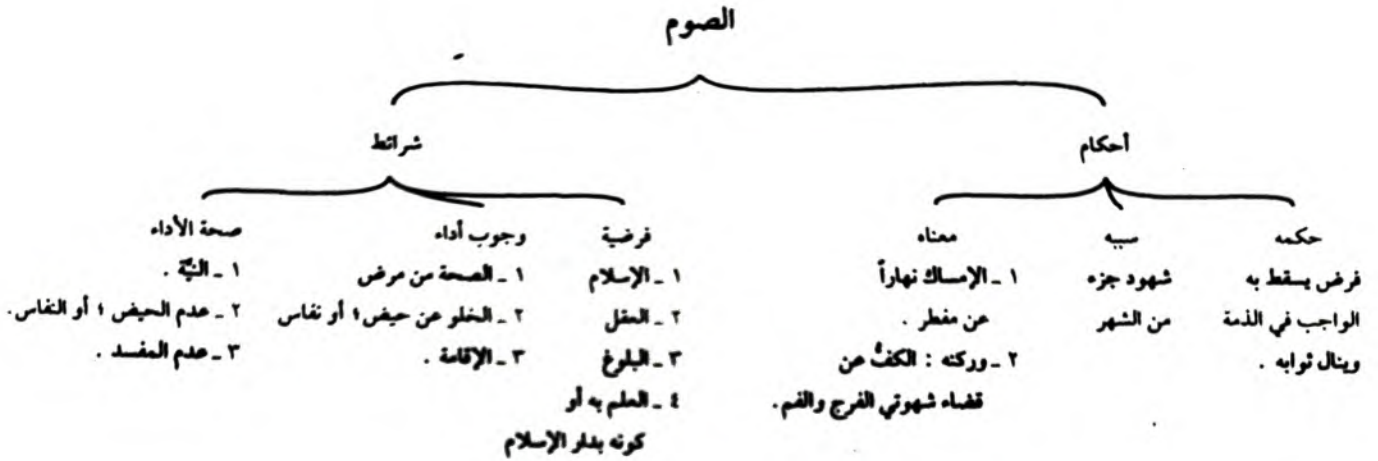 الصوم
أحكام
شرائط
حكمه
فرض يسقط به
الواجب في الذمة
وينال ثوابه .
سببه
شهود جزء
من الشهر
معناه
١ ـ الإمساك نهاراً
عن مفطر .
٢ ـ وركنه : الكفُّ عن
قضاء شهوتي الفرج والفم .
فرضية
١ ـ الإسلام
٢ ـ العقل
٣ ـ البلوغ
٤ ـ العلم به أو
كونه بدار الإسلام
وجوب أداء
١ ـ الصحة من مرض
٢ ـ الخلو عن حيض؛ أو نفاس
٣ ـ الإقامة .
صحة الأداء
١ ـ النيَّة .
٢ ـ عدم الحيض ؛ أو النفاس .
٣ ـ عدم المفسد .